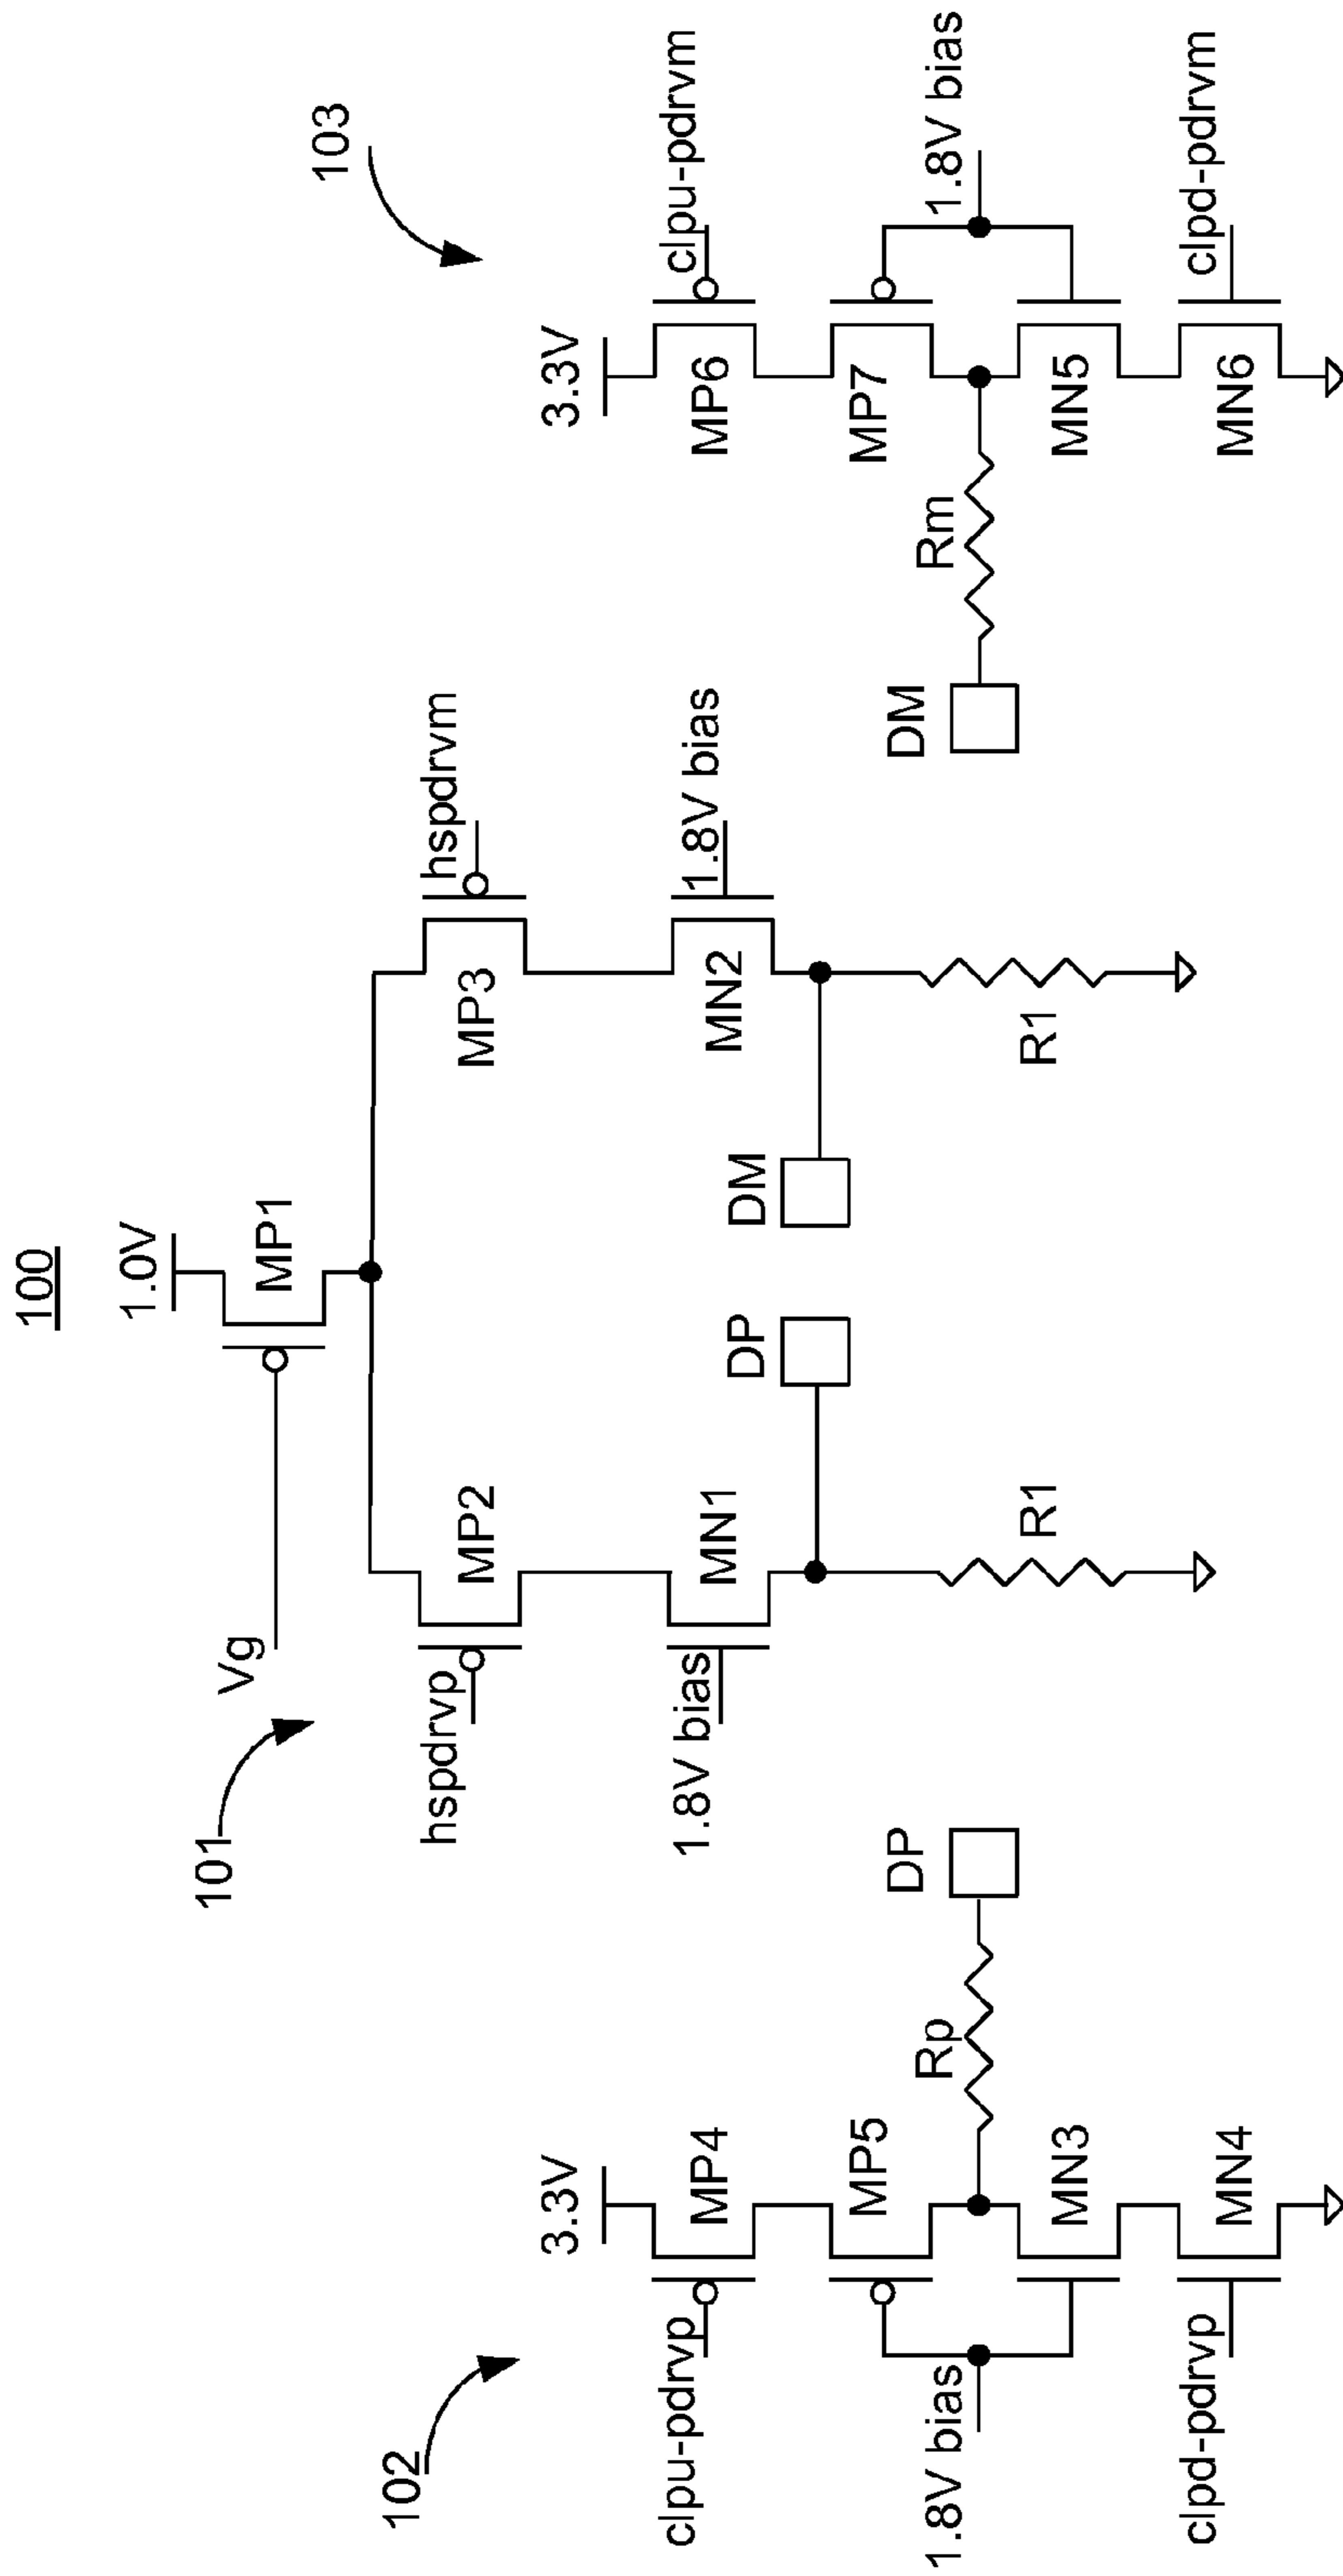 100
101
Vg
1.0V
MP1
hspdrvp
MP2
MP3
hspdrvm
1.8V bias
MN1
DP
DM
MN2
1.8V bias
R1
R1
102
3.3V
clpu-pdrvp
MP4
MP5
1.8V bias
MN3
clpd-pdrvp
MN4
Rp
DP
103
3.3V
clpu-pdrvm
MP6
MP7
1.8V bias
MN5
clpd-pdrvm
MN6
Rm
DM